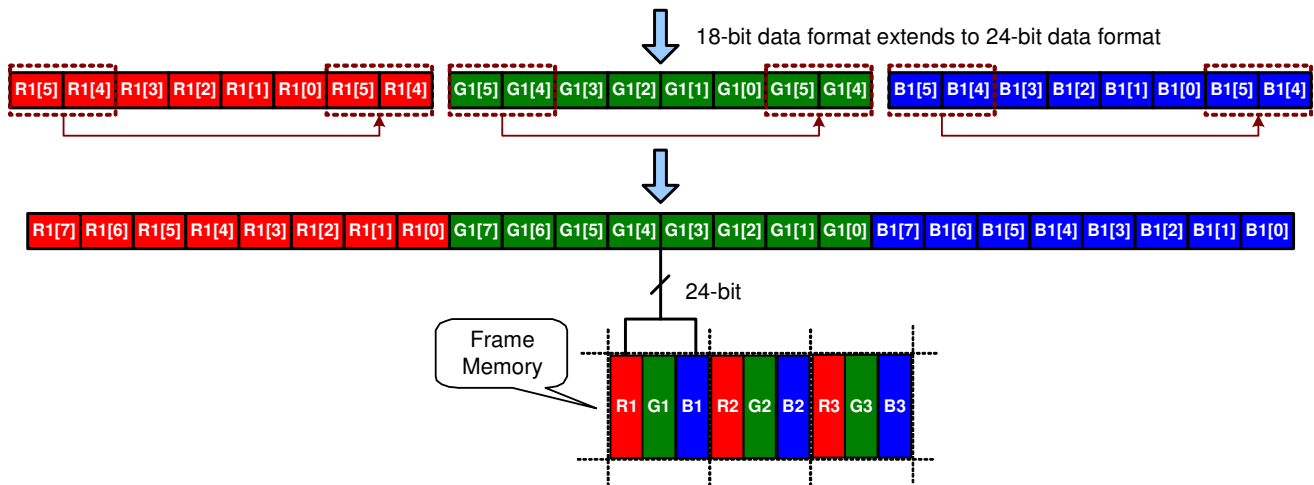 18-bit data format extends to 24-bit data format
R1[5] R1[4] R1[3] R1[2] R1[1] R1[0] R1[5] R1[4] G1[5] G1[4] G1[3] G1[2] G1[1] G1[0] G1[5] G1[4] B1[5] B1[4] B1[3] B1[2] B1[1] B1[0] B1[5] B1[4]
R1[7] R1[6] R1[5] R1[4] R1[3] R1[2] R1[1] R1[0] G1[7] G1[6] G1[5] G1[4] G1[3] G1[2] G1[1] G1[0] B1[7] B1[6] B1[5] B1[4] B1[3] B1[2] B1[1] B1[0]
24-bit
Frame
Memory
R1 G1 B1 R2 G2 B2 R3 G3 B3